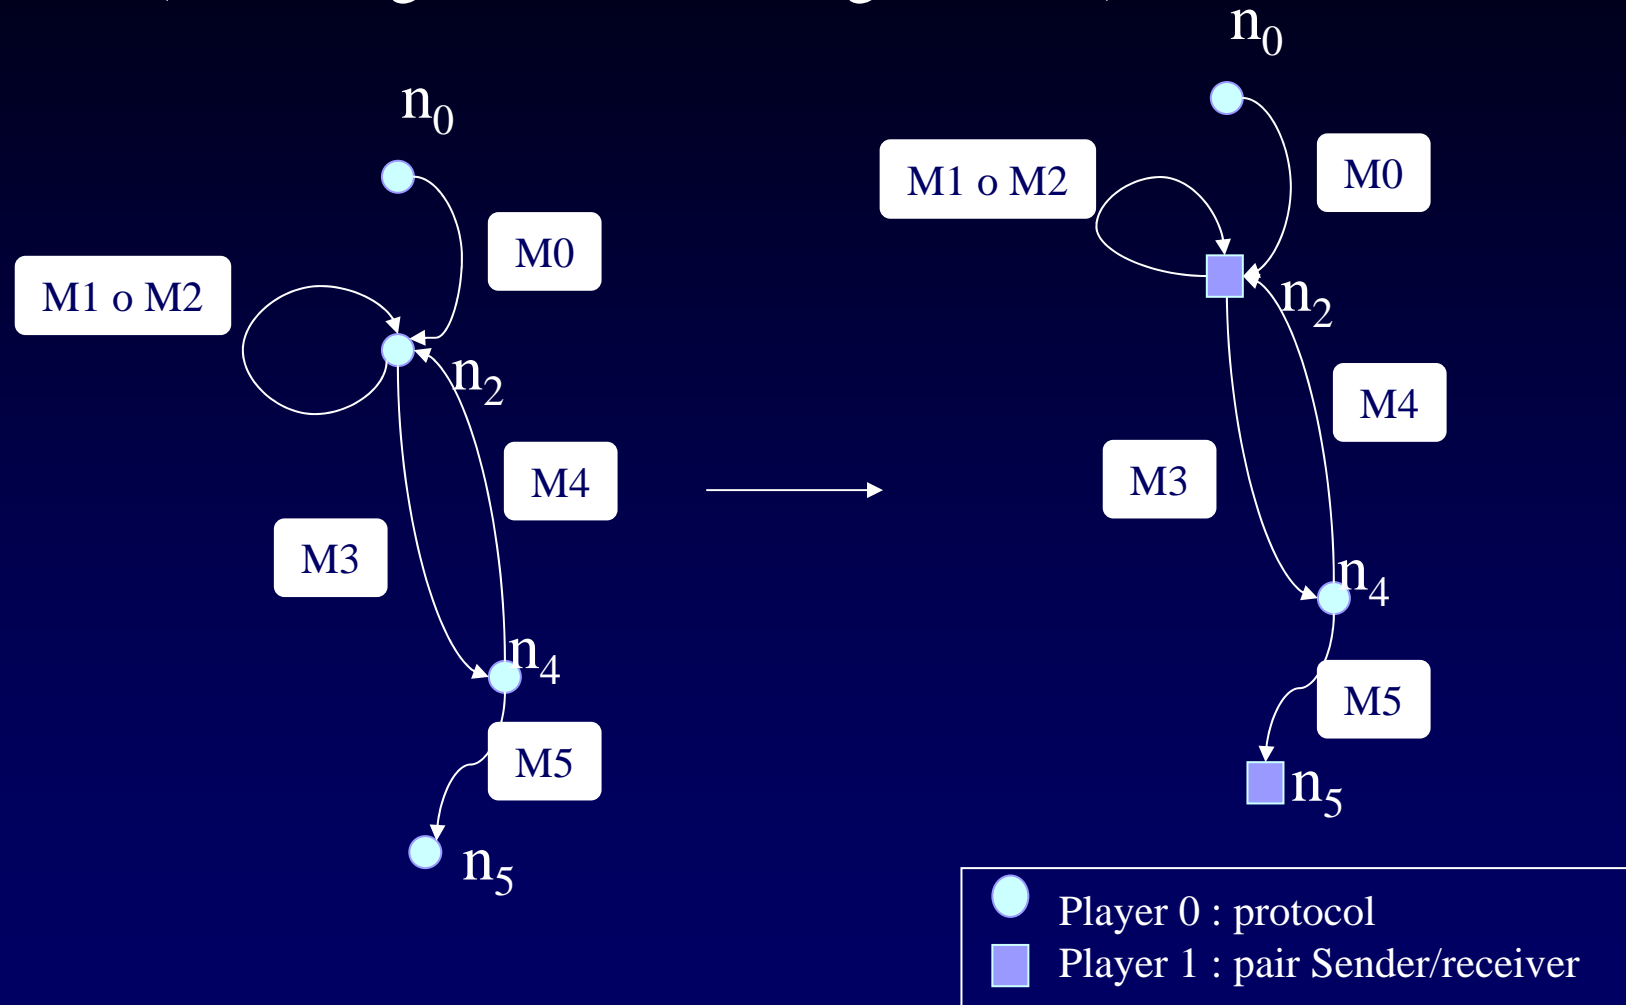 n0
n0
M0
M1 o M2
M0
M1 o M2
n2
n2
M4
M3
M4
M3
n4
n4
M5
M5
n5
n5
Player 0 : protocol
Player 1 : pair Sender/receiver